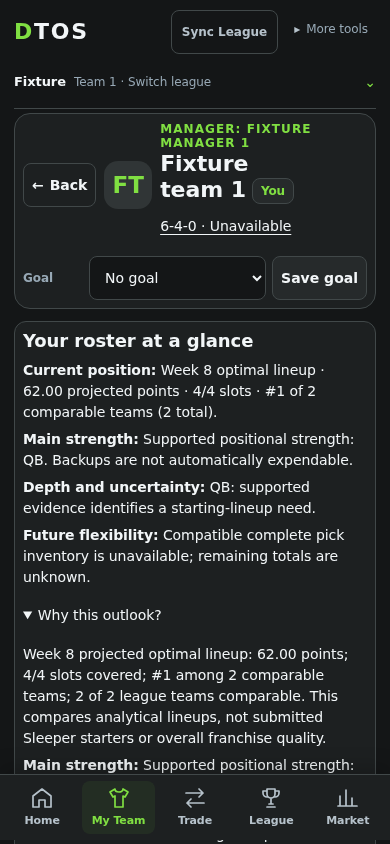 DTOS
Sync League
▸ More tools
Fixture Team 1 · Switch league
MANAGER: FIXTURE
MANAGER 1
← Back
FT
Fixture
team 1 You
6-4-0 · Unavailable
Goal
No goal
Save goal
Your roster at a glance
Current position: Week 8 optimal lineup ·
62.00 projected points · 4/4 slots · #1 of 2
comparable teams (2 total).
Main strength: Supported positional strength:
QB. Backups are not automatically expendable.
Depth and uncertainty: QB: supported
evidence identifies a starting-lineup need.
Future flexibility: Compatible complete pick
inventory is unavailable; remaining totals are
unknown.
▾ Why this outlook?
Week 8 projected optimal lineup: 62.00 points;
4/4 slots covered; #1 among 2 comparable
teams; 2 of 2 league teams comparable. This
compares analytical lineups, not submitted
Sleeper starters or overall franchise quality.
Main strength: Supported positional strength:
Home
My Team
Trade
League
Market